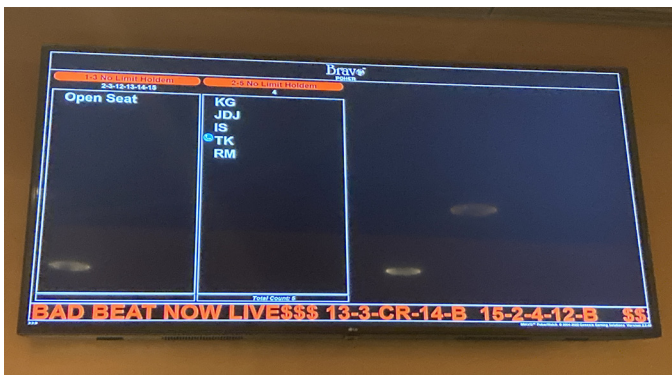 Bravo
POKER
1-3 No Limit Holdem
2-3-12-13-14-15
Open Seat
2-5 No Limit Holdem
4
KG
JDJ
IS
TK
RM
Total Count: 5
BAD BEAT NOW LIVE$$$ 13-3-CR-14-B 15-2-4-12-B $$
LG